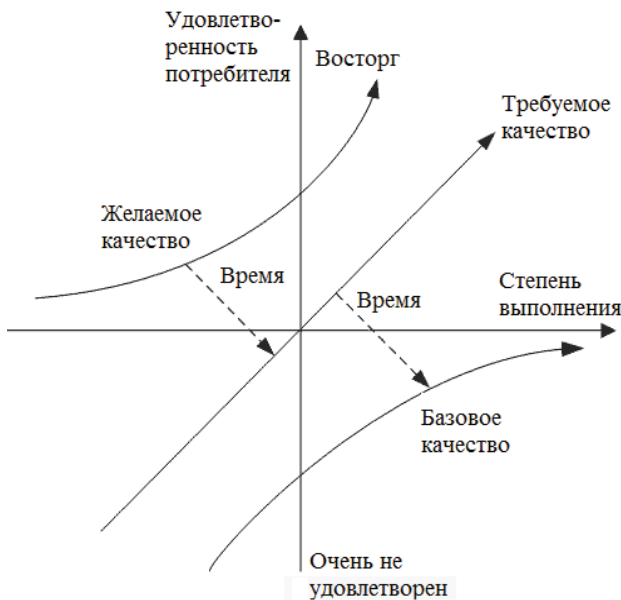 Удовлетво-
ренность
потребителя
Восторг
Требуемое
качество
Желаемое
качество
Время
Время
Степень
выполнения
Базовое
качество
Очень не
удовлетворен